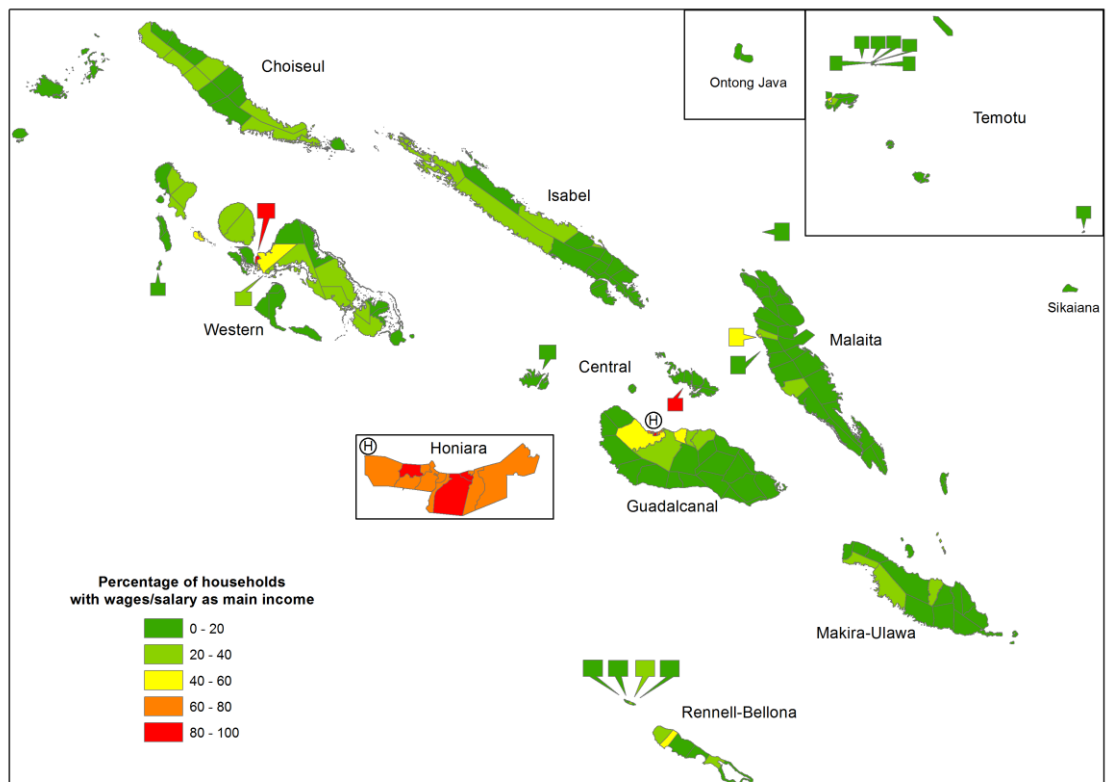 Choiseul
Ontong Java
Temotu
Isabel
Sikaiana
Western
Malaita
Central
H
H
Honiara
Guadalcanal
Percentage of households
with wages/salary as main income
0 - 20
20 - 40
40 - 60
60 - 80
80 - 100
Makira-Ulawa
Rennell-Bellona